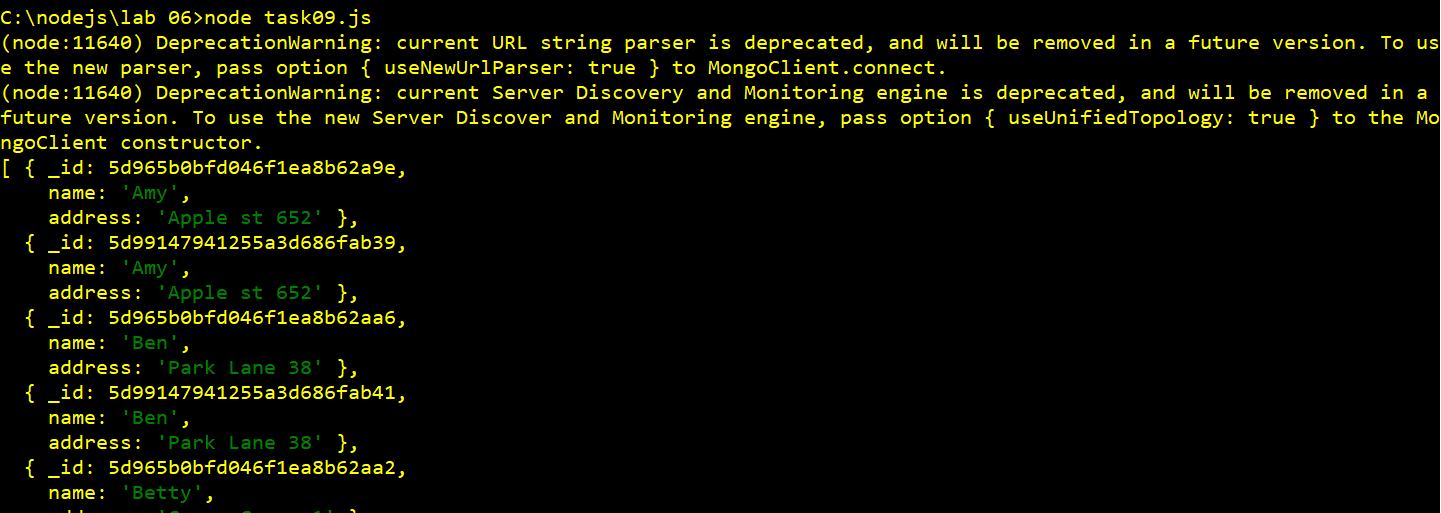 C:\nodejs\lab 06>node task09.js
(node:11640) DeprecationWarning: current URL string parser is deprecated, and will be removed in a future version. To us
e the new parser, pass option { useNewUrlParser: true } to MongoClient.connect.
(node:11640) DeprecationWarning: current Server Discovery and Monitoring engine is deprecated, and will be removed in a
future version. To use the new Server Discover and Monitoring engine, pass option { useUnifiedTopology: true } to the Mo
ngoClient constructor.
[ { _id: 5d965b0bfd046f1ea8b62a9e,
    name: 'Amy',
    address: 'Apple st 652' },
  { _id: 5d99147941255a3d686fab39,
    name: 'Amy',
    address: 'Apple st 652' },
  { _id: 5d965b0bfd046f1ea8b62aa6,
    name: 'Ben',
    address: 'Park Lane 38' },
  { _id: 5d99147941255a3d686fab41,
    name: 'Ben',
    address: 'Park Lane 38' },
  { _id: 5d965b0bfd046f1ea8b62aa2,
    name: 'Betty',